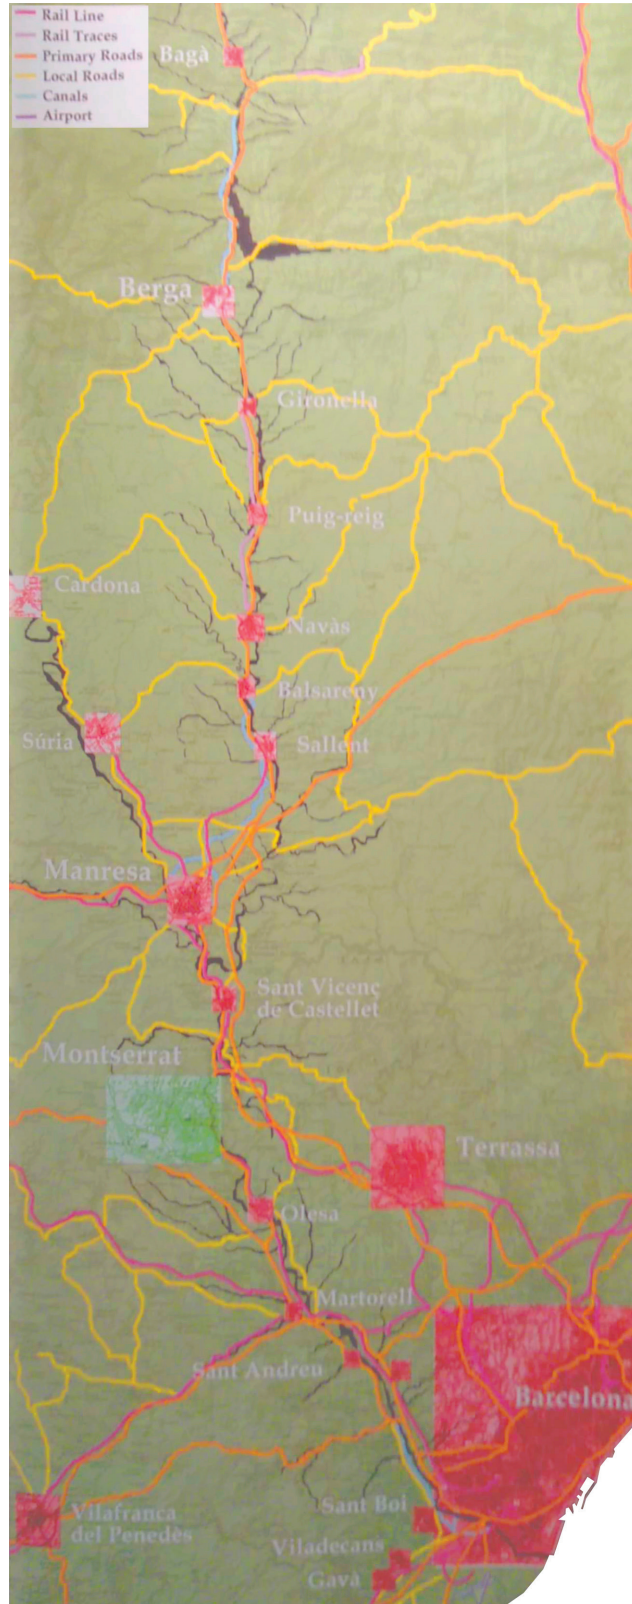 Rail Line
Rail Traces
Primary Roads
Local Roads
Canals
Airport
Bagà
Berga
Gironella
Puig-reig
Cardona
Navàs
Balsareny
Súria
Sallent
Manresa
Sant Vicenç
de Castellet
Montserrat
Terrassa
Olesa
Martorell
Sant Andreu
Barcelona
Sant Boi
Vilafranca
del Penedès
Viladecans
Gavà